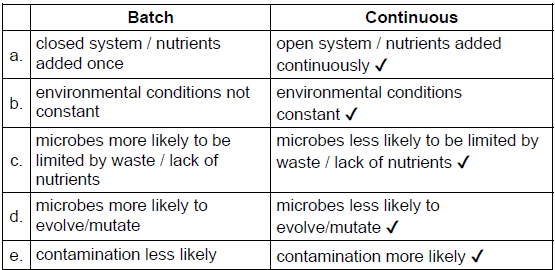 Batch Continuous
a. closed system / nutrients added once open system / nutrients added continuously ✓
b. environmental conditions not constant environmental conditions constant ✓
c. microbes more likely to be limited by waste / lack of nutrients microbes less likely to be limited by waste / lack of nutrients ✓
d. microbes more likely to evolve/mutate microbes less likely to evolve/mutate ✓
e. contamination less likely contamination more likely ✓